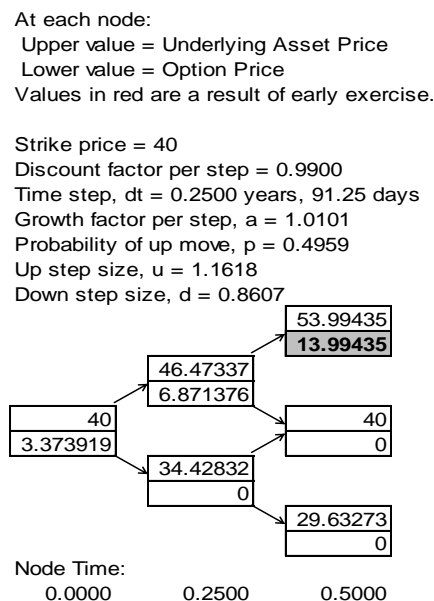 At each node:
Upper value = Underlying Asset Price
Lower value = Option Price
Values in red are a result of early exercise.
Strike price = 40
Discount factor per step = 0.9900
Time step, dt = 0.2500 years, 91.25 days
Growth factor per step, a = 1.0101
Probability of up move, p = 0.4959
Up step size, u = 1.1618
Down step size, d = 0.8607
53.99435
13.99435
46.47337
6.871376
40
40
3.373919
0
34.42832
0
29.63273
0
Node Time:
0.0000 0.2500 0.5000